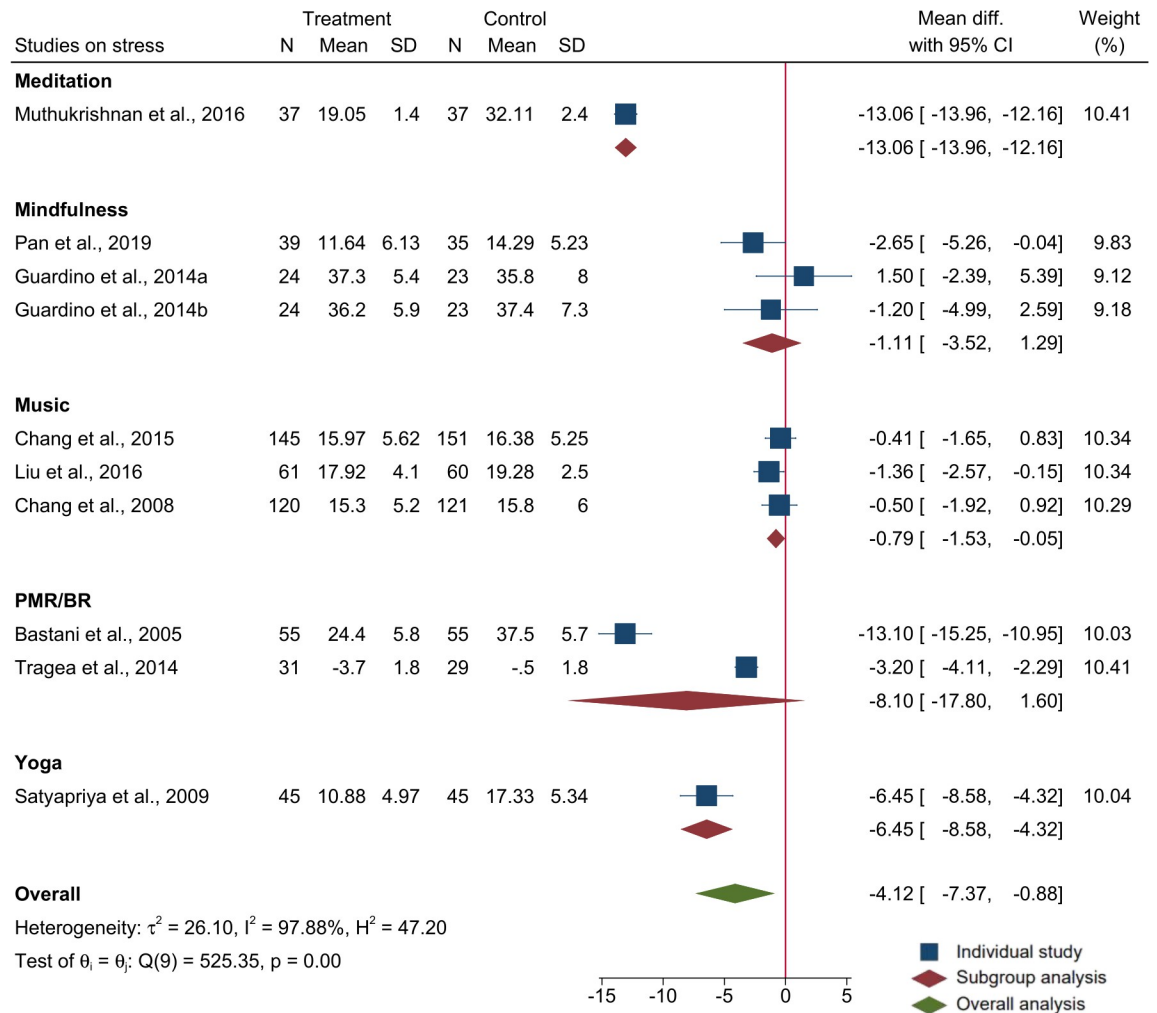 Treatment Control Mean diff. Weight
Studies on stress N Mean SD N Mean SD with 95% CI (%)
Meditation
Muthukrishnan et al., 2016 37 19.05 1.4 37 32.11 2.4 -13.06 [ -13.96, -12.16] 10.41
-13.06 [ -13.96, -12.16]
Mindfulness
Pan et al., 2019 39 11.64 6.13 35 14.29 5.23 -2.65 [ -5.26, -0.04] 9.83
Guardino et al., 2014a 24 37.3 5.4 23 35.8 8 1.50 [ -2.39, 5.39] 9.12
Guardino et al., 2014b 24 36.2 5.9 23 37.4 7.3 -1.20 [ -4.99, 2.59] 9.18
-1.11 [ -3.52, 1.29]
Music
Chang et al., 2015 145 15.97 5.62 151 16.38 5.25 -0.41 [ -1.65, 0.83] 10.34
Liu et al., 2016 61 17.92 4.1 60 19.28 2.5 -1.36 [ -2.57, -0.15] 10.34
Chang et al., 2008 120 15.3 5.2 121 15.8 6 -0.50 [ -1.92, 0.92] 10.29
-0.79 [ -1.53, -0.05]
PMR/BR
Bastani et al., 2005 55 24.4 5.8 55 37.5 5.7 -13.10 [ -15.25, -10.95] 10.03
Tragea et al., 2014 31 -3.7 1.8 29 -.5 1.8 -3.20 [ -4.11, -2.29] 10.41
-8.10 [ -17.80, 1.60]
Yoga
Satyapriya et al., 2009 45 10.88 4.97 45 17.33 5.34 -6.45 [ -8.58, -4.32] 10.04
-6.45 [ -8.58, -4.32]
Overall -4.12 [ -7.37, -0.88]
Heterogeneity: τ² = 26.10, I² = 97.88%, H² = 47.20
Test of θᵢ = θⱼ: Q(9) = 525.35, p = 0.00
-15 -10 -5 0 5
Individual study
Subgroup analysis
Overall analysis